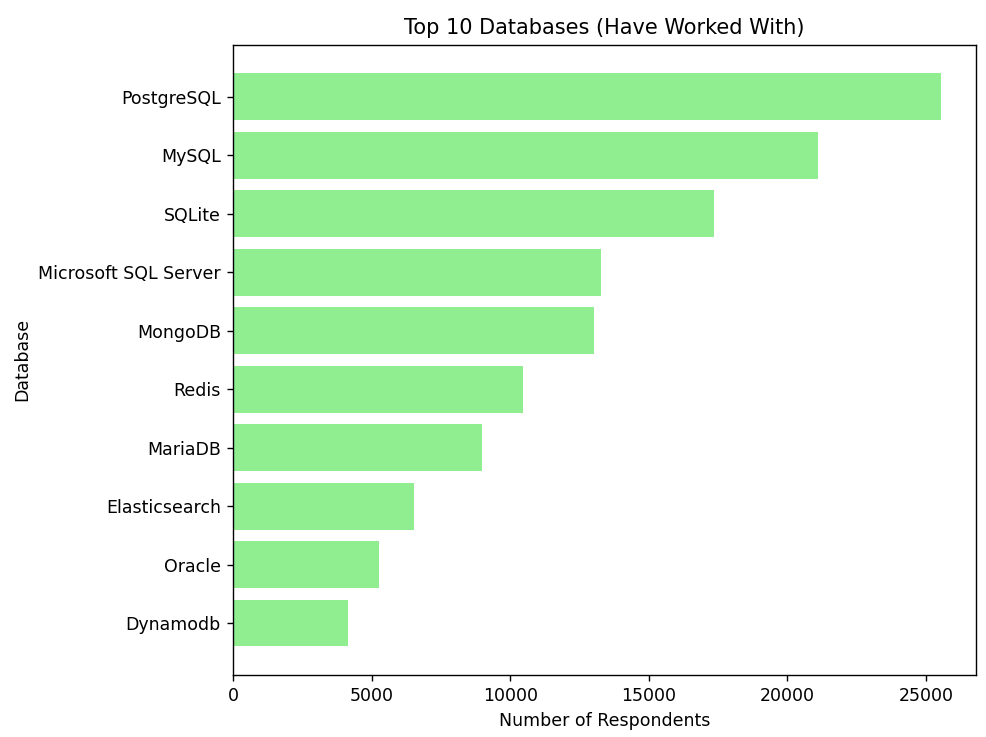 Top 10 Databases (Have Worked With)
Database
PostgreSQL
MySQL
SQLite
Microsoft SQL Server
MongoDB
Redis
MariaDB
Elasticsearch
Oracle
Dynamodb
0 5000 10000 15000 20000 25000
Number of Respondents